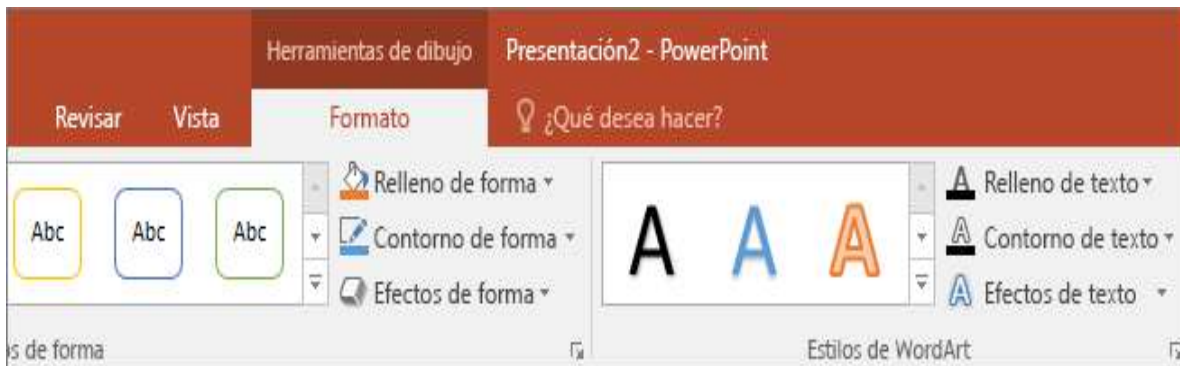 Herramientas de dibujo Presentación2 - PowerPoint
Revisar Vista Formato ¿Qué desea hacer?
Abc Abc Abc
Relleno de forma
Contorno de forma
Efectos de forma
A A A
Relleno de texto
Contorno de texto
Efectos de texto
s de forma
Estilos de WordArt